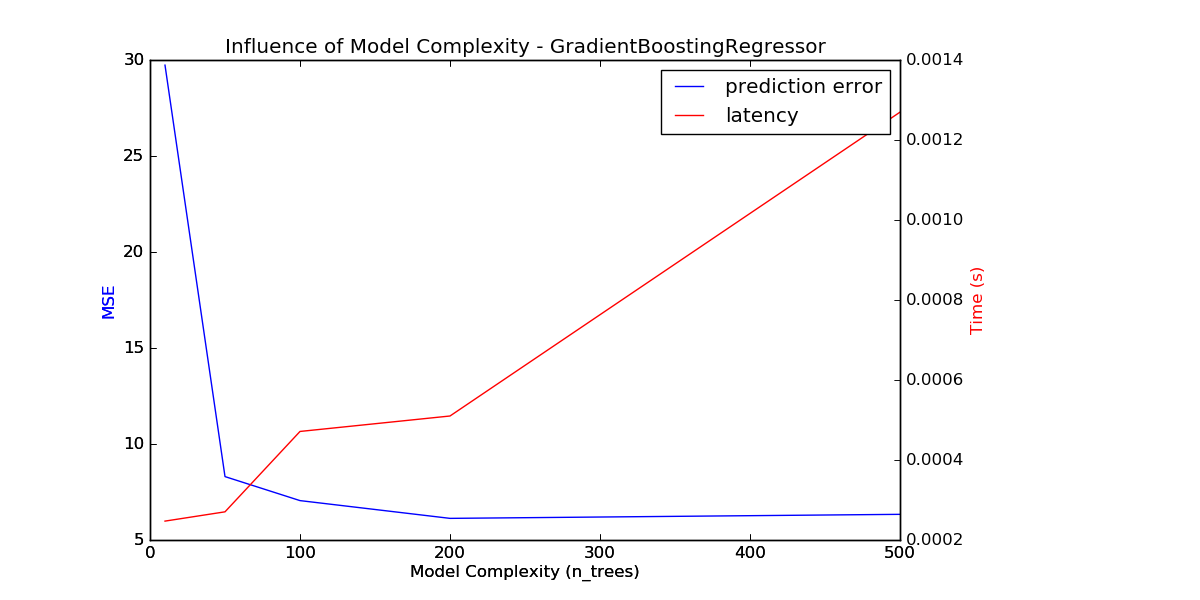 Influence of Model Complexity - GradientBoostingRegressor
prediction error
latency
MSE
30
25
20
15
10
5
0.0014
0.0012
0.0010
0.0008
0.0006
0.0004
0.0002
Time (s)
0 100 200 300 400 500
Model Complexity (n_trees)